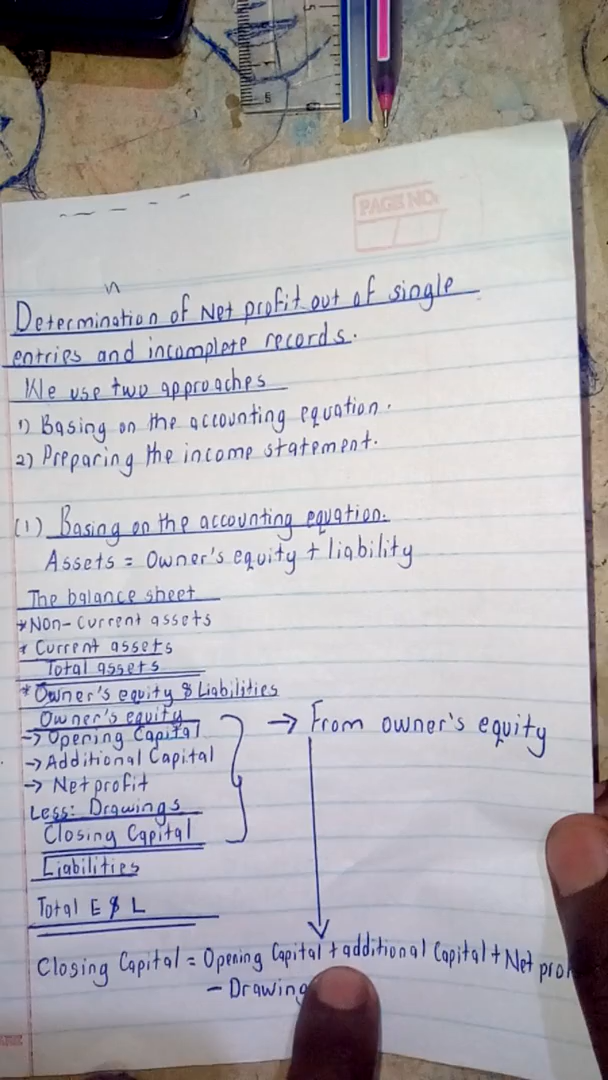 PAGE NO:
Determination of Net profit out of single
entries and incomplete records.
We use two approaches
1) Basing on the accounting equation.
2) Preparing the income statement.
(1) Basing on the accounting equation.
Assets = Owner's equity + liability
The balance sheet
* Non-current assets
* Current assets
Total assets
* Owner's equity & Liabilities
Owner's equity
→ Opening Capital
→ Additional Capital
→ Net profit
Less: Drawings
Closing Capital
→ From owner's equity
Liabilities
Total E & L
Closing Capital = Opening Capital + additional Capital + Net
- Drawing